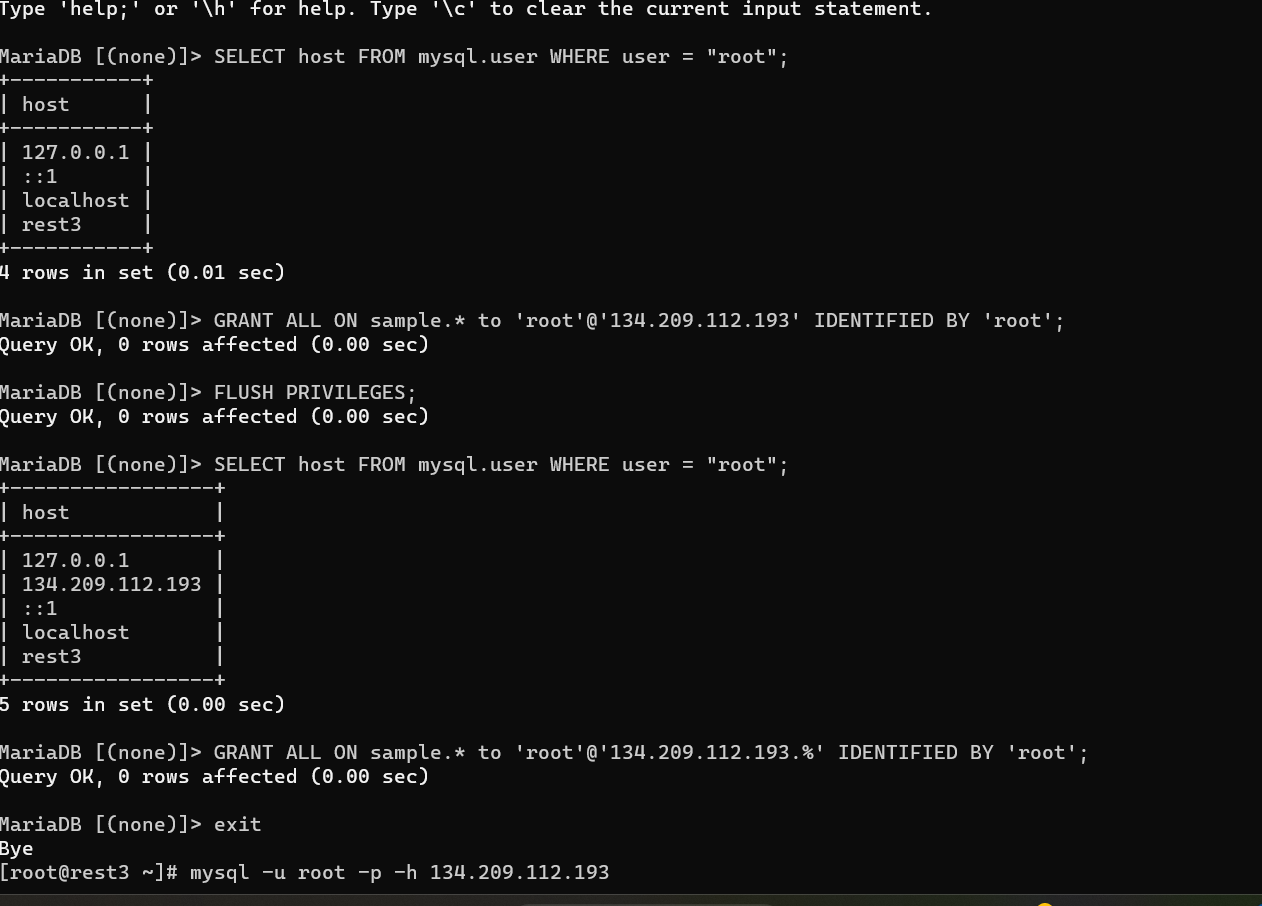 Type 'help;' or '\h' for help. Type '\c' to clear the current input statement.
MariaDB [(none)]> SELECT host FROM mysql.user WHERE user = "root";
+-----------+
| host      |
+-----------+
| 127.0.0.1 |
| ::1       |
| localhost |
| rest3     |
+-----------+
4 rows in set (0.01 sec)
MariaDB [(none)]> GRANT ALL ON sample.* to 'root'@'134.209.112.193' IDENTIFIED BY 'root';
Query OK, 0 rows affected (0.00 sec)
MariaDB [(none)]> FLUSH PRIVILEGES;
Query OK, 0 rows affected (0.00 sec)
MariaDB [(none)]> SELECT host FROM mysql.user WHERE user = "root";
+-----------------+
| host            |
+-----------------+
| 127.0.0.1       |
| 134.209.112.193 |
| ::1             |
| localhost       |
| rest3           |
+-----------------+
5 rows in set (0.00 sec)
MariaDB [(none)]> GRANT ALL ON sample.* to 'root'@'134.209.112.193.%' IDENTIFIED BY 'root';
Query OK, 0 rows affected (0.00 sec)
MariaDB [(none)]> exit
Bye
[root@rest3 ~]# mysql -u root -p -h 134.209.112.193